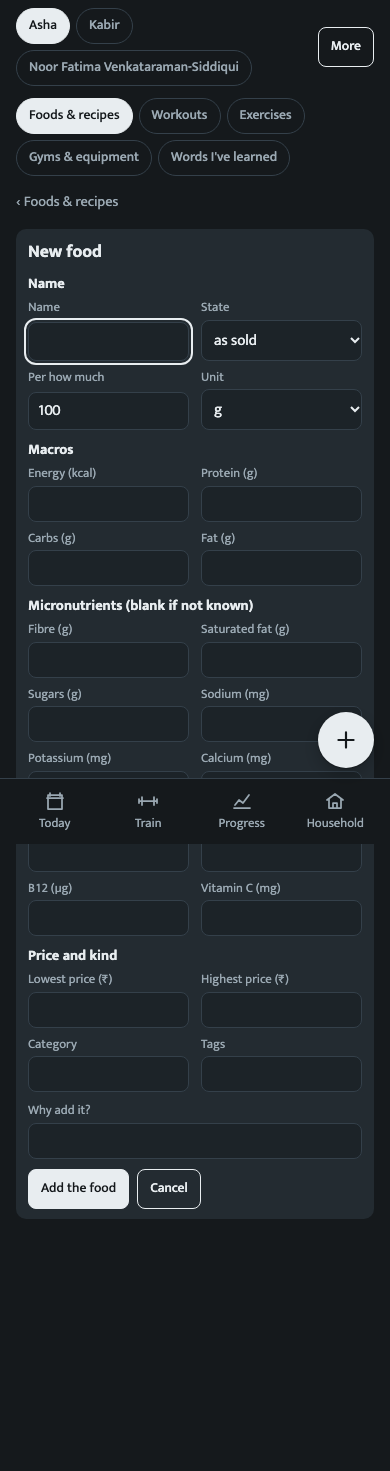 Asha
Kabir
More
Noor Fatima Venkataraman-Siddiqui
Foods & recipes
Workouts
Exercises
Gyms & equipment
Words I've learned
‹ Foods & recipes
New food
Name
Name
State
as sold
Per how much
Unit
100
g
Macros
Energy (kcal)
Protein (g)
Carbs (g)
Fat (g)
Micronutrients (blank if not known)
Fibre (g)
Saturated fat (g)
Sugars (g)
Sodium (mg)
Potassium (mg)
Calcium (mg)
Today
Train
Progress
Household
B12 (µg)
Vitamin C (mg)
Price and kind
Lowest price (₹)
Highest price (₹)
Category
Tags
Why add it?
Add the food
Cancel